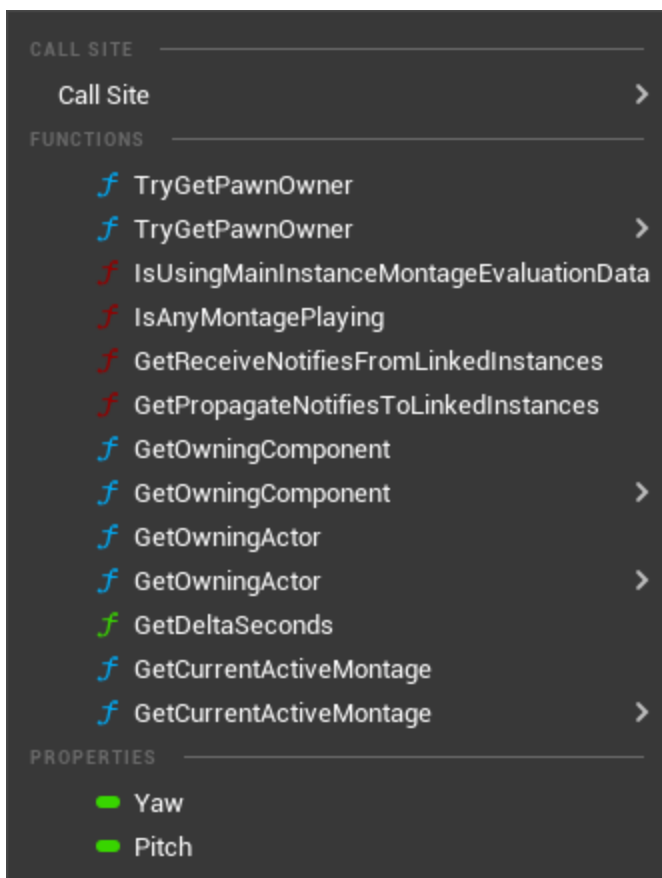 CALL SITE
Call Site
FUNCTIONS
TryGetPawnOwner
TryGetPawnOwner
IsUsingMainInstanceMontageEvaluationData
IsAnyMontagePlaying
GetReceiveNotifiesFromLinkedInstances
GetPropagateNotifiesToLinkedInstances
GetOwningComponent
GetOwningComponent
GetOwningActor
GetOwningActor
GetDeltaSeconds
GetCurrentActiveMontage
GetCurrentActiveMontage
PROPERTIES
Yaw
Pitch